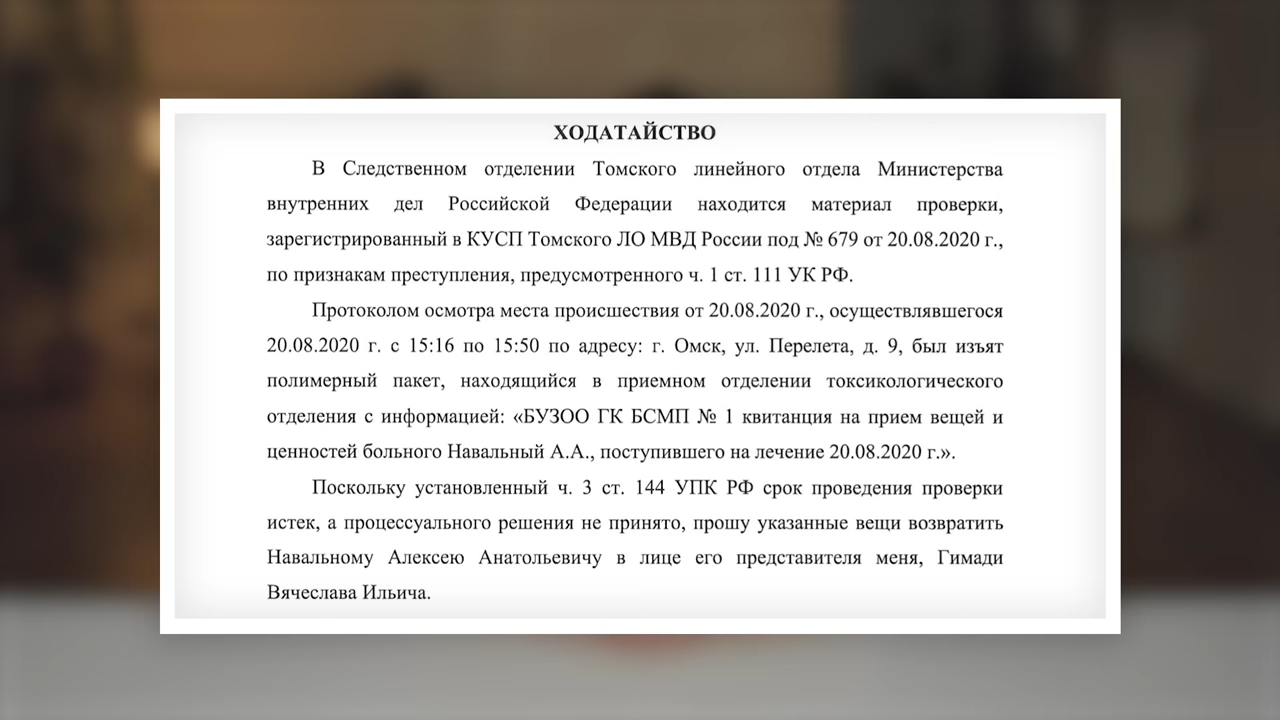 ХОДАТАЙСТВО
В Следственном отделении Томского линейного отдела Министерства
внутренних дел Российской Федерации находится материал проверки,
зарегистрированный в КУСП Томского ЛО МВД России под № 679 от 20.08.2020 г.,
по признакам преступления, предусмотренного ч. 1 ст. 111 УК РФ.
Протоколом осмотра места происшествия от 20.08.2020 г., осуществлявшегося
20.08.2020 г. с 15:16 по 15:50 по адресу: г. Омск, ул. Перелета, д. 9, был изъят
полимерный пакет, находящийся в приемном отделении токсикологического
отделения с информацией: «БУЗОО ГК БСМП № 1 квитанция на прием вещей и
ценностей больного Навальный А.А., поступившего на лечение 20.08.2020 г.».
Поскольку установленный ч. 3 ст. 144 УПК РФ срок проведения проверки
истек, а процессуального решения не принято, прошу указанные вещи возвратить
Навальному Алексею Анатольевичу в лице его представителя меня, Гимади
Вячеслава Ильича.